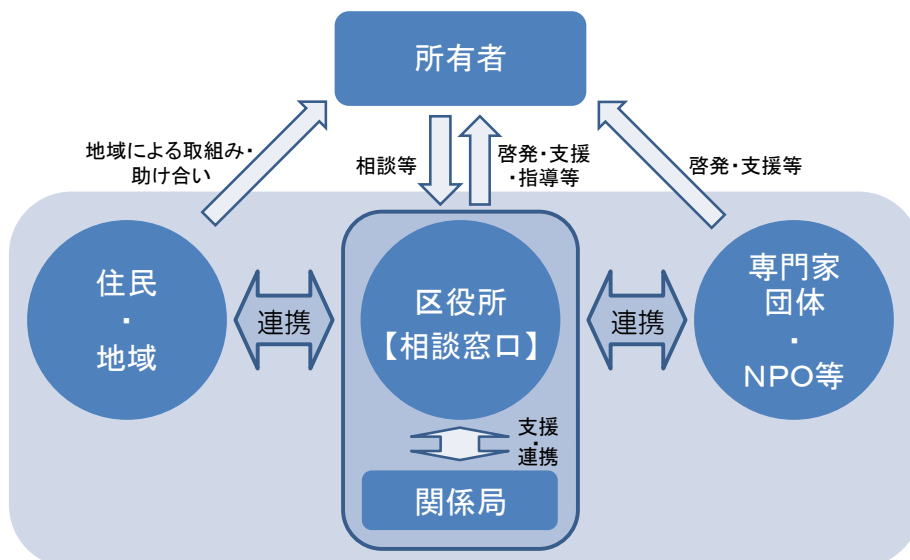 所有者
地域による取組み・
助け合い
相談等
啓発・支援
・指導等
啓発・支援等
住民
・
地域
連携
区役所
【相談窓口】
連携
専門家
団体
・
NPO等
支援
・
連携
関係局